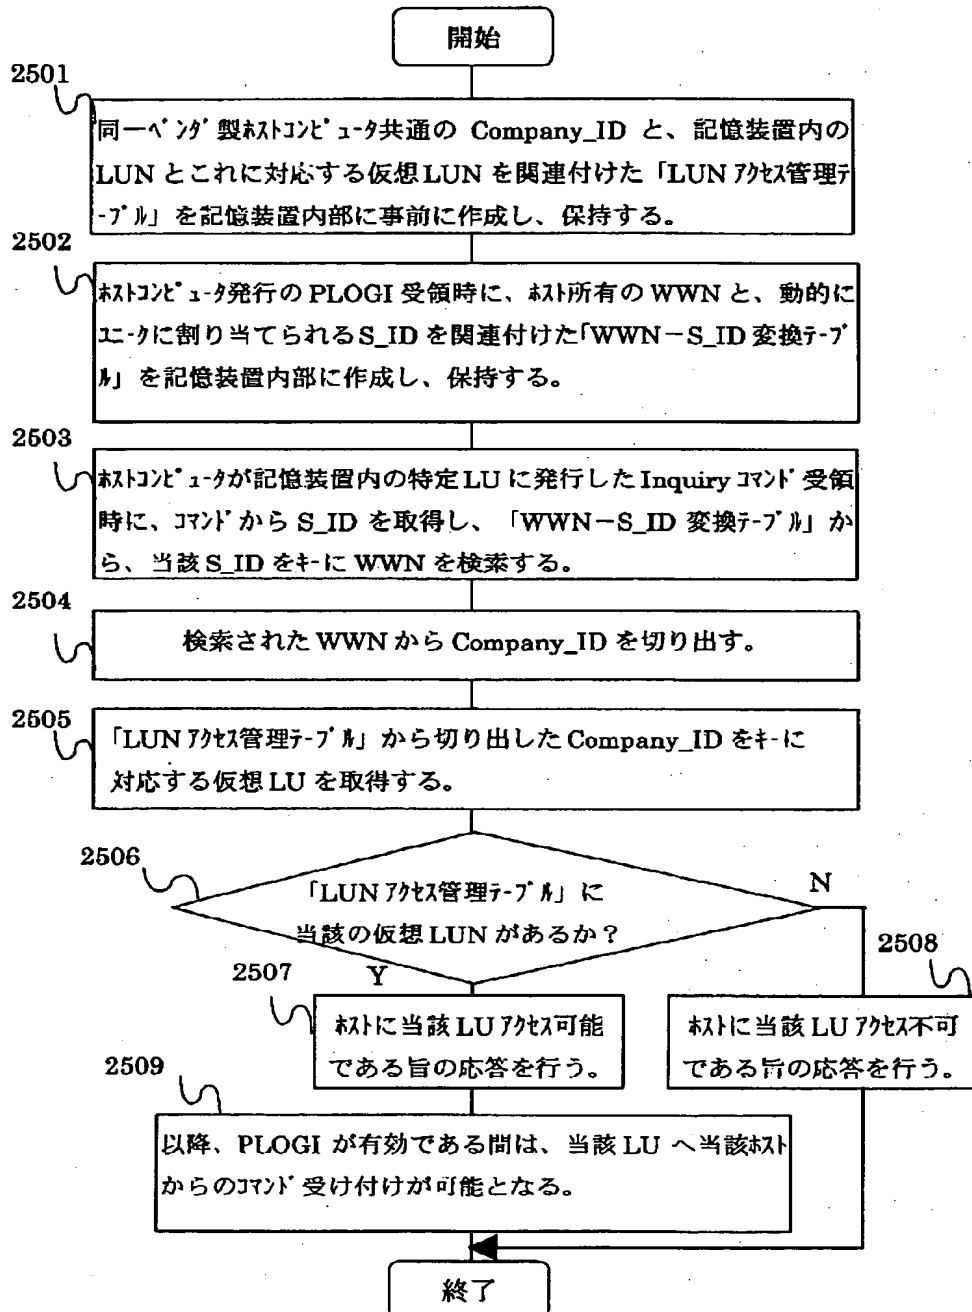 開始
2501
同一ベンダ製ホストコンピュータ共通の Company_ID と、記憶装置内の
LUN とこれに対応する仮想 LUN を関連付けた「LUN アクセス管理テ
ーブル」を記憶装置内部に事前に作成し、保持する。
2502
ホストコンピュータ発行の PLOGI 受領時に、ホスト所有の WWN と、動的に
ユニークに割り当てられる S_ID を関連付けた「WWN－S_ID 変換テーブ
ル」を記憶装置内部に作成し、保持する。
2503
ホストコンピュータが記憶装置内の特定 LU に発行した Inquiry コマンド受領
時に、コマンドから S_ID を取得し、「WWN－S_ID 変換テーブル」か
ら、当該 S_ID をキーに WWN を検索する。
2504
検索された WWN から Company_ID を切り出す。
2505
「LUN アクセス管理テーブル」から切り出した Company_ID をキーに
対応する仮想 LU を取得する。
2506
「LUN アクセス管理テーブル」に
当該の仮想 LUN があるか？
N
Y
2507
2508
ホストに当該 LU アクセス可能
である旨の応答を行う。
ホストに当該 LU アクセス不可
である旨の応答を行う。
2509
以降、PLOGI が有効である間は、当該 LU へ当該ホスト
からのコマンド受け付けが可能となる。
終了